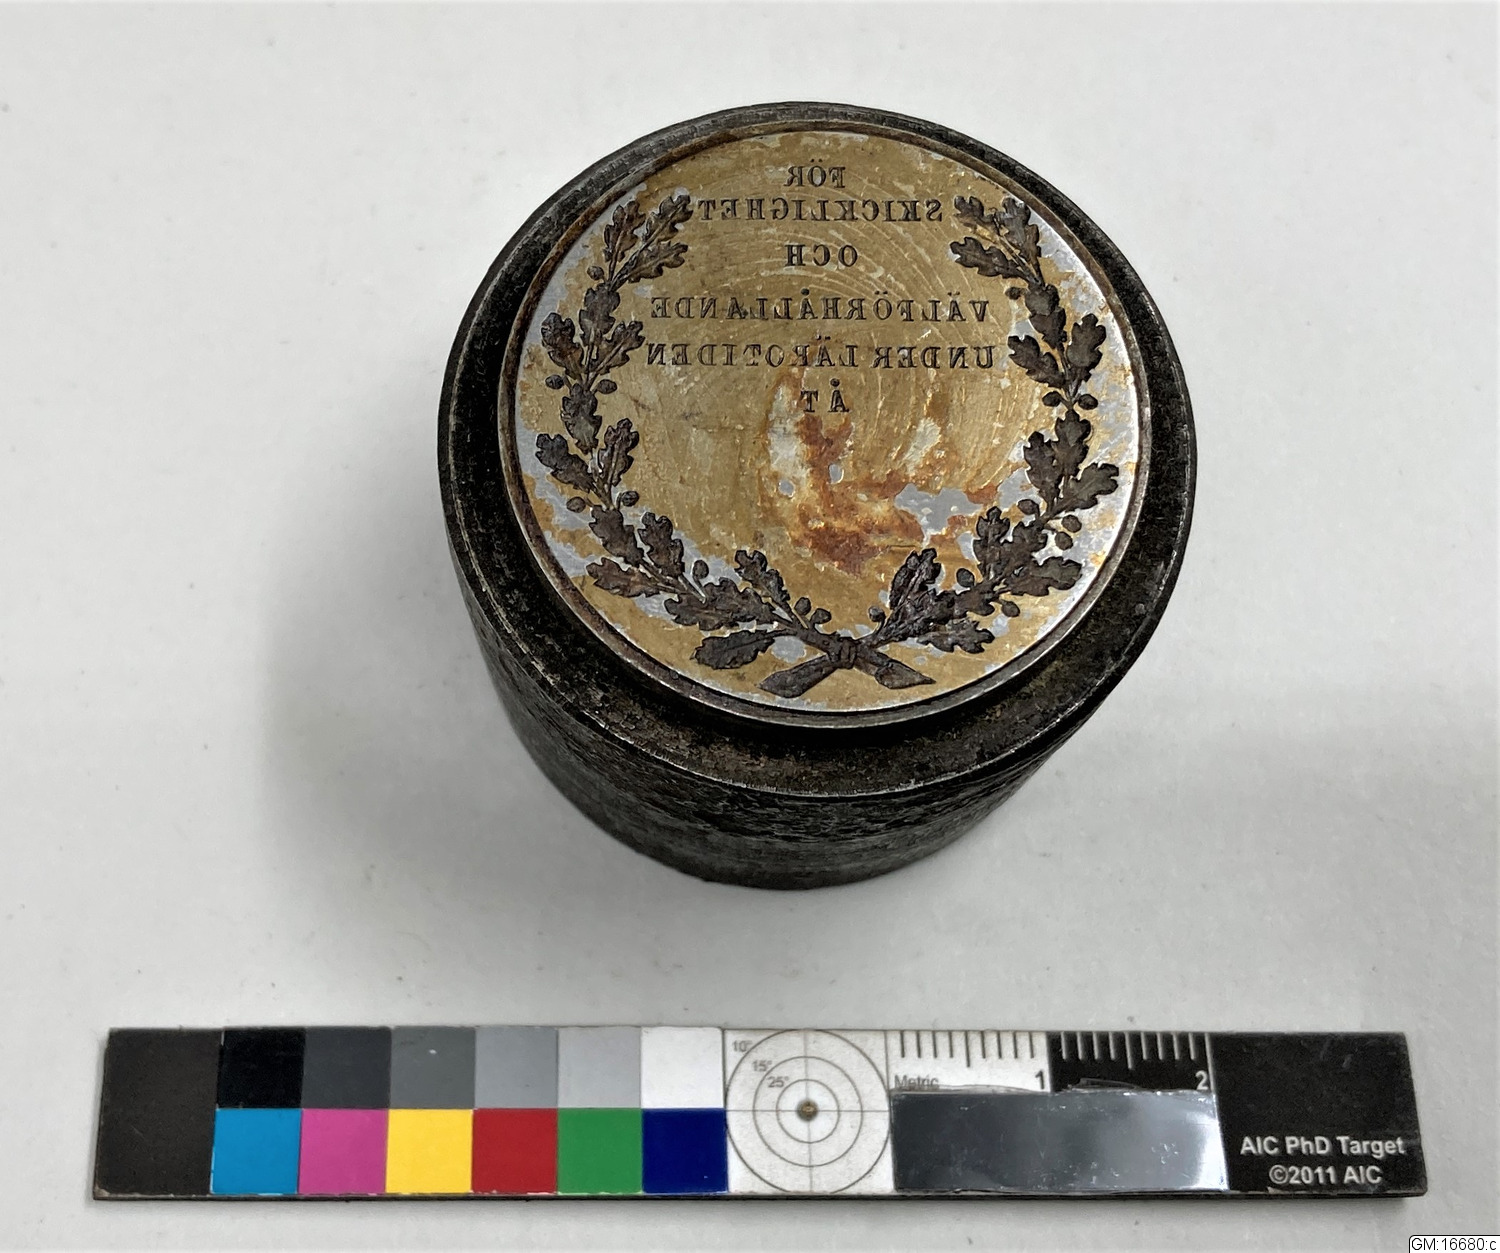 FÖR
SKICKLIGHET
OCH
VÄLFÖRHÅLLANDE
UNDER LÄROTIDEN
ÅT
10°
15°
25°
Metric
1
2
AIC PhD Target
©2011 AIC
GM:16680:c